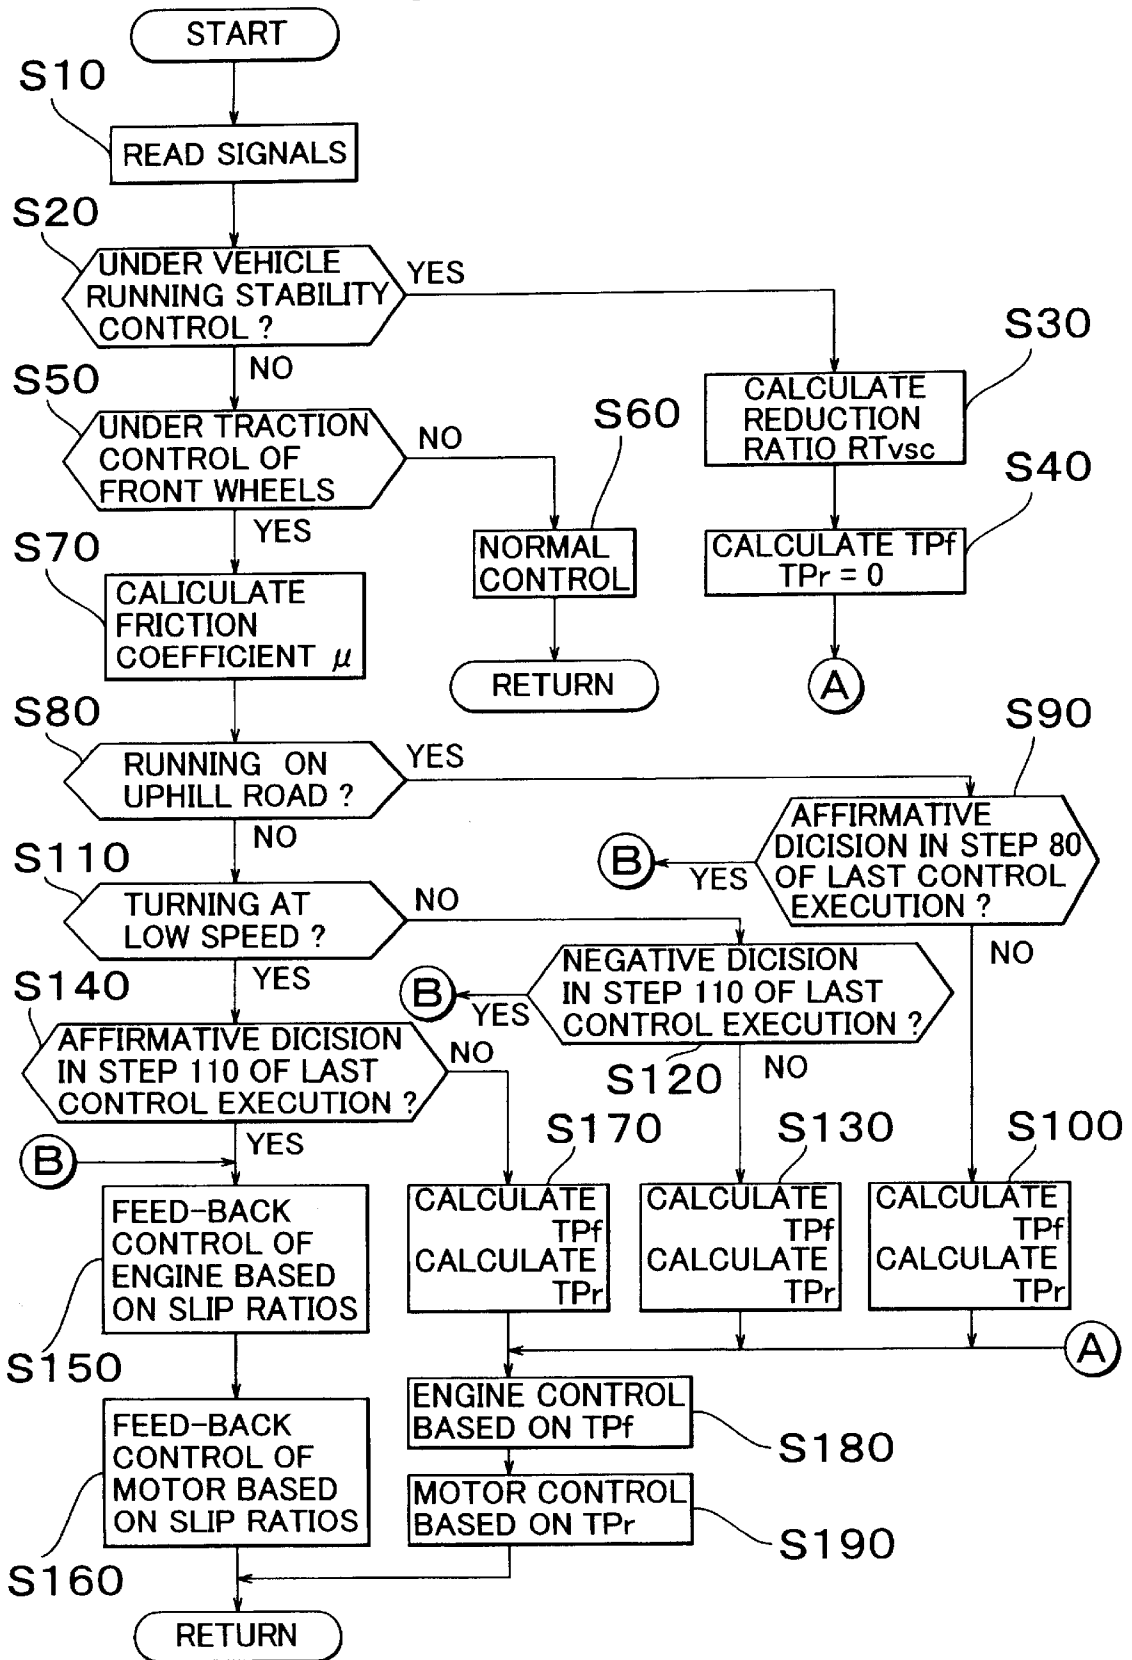 START
S10
READ SIGNALS
S20
UNDER VEHICLE
RUNNING STABILITY
CONTROL ?
YES
NO
S30
CALCULATE
REDUCTION
RATIO RTvsc
S40
CALCULATE TPf
TPr = 0
A
S50
UNDER TRACTION
CONTROL OF
FRONT WHEELS
NO
YES
S60
NORMAL
CONTROL
RETURN
S70
CALICULATE
FRICTION
COEFFICIENT μ
S80
RUNNING ON
UPHILL ROAD ?
YES
NO
S90
AFFIRMATIVE
DICISION IN STEP 80
OF LAST CONTROL
EXECUTION ?
B
YES
NO
S110
TURNING AT
LOW SPEED ?
NO
YES
NEGATIVE DICISION
IN STEP 110 OF LAST
CONTROL EXECUTION ?
B
YES
S120
NO
S140
AFFIRMATIVE DICISION
IN STEP 110 OF LAST
CONTROL EXECUTION ?
NO
YES
B
S170
CALCULATE
TPf
CALCULATE
TPr
S130
CALCULATE
TPf
CALCULATE
TPr
S100
CALCULATE
TPf
CALCULATE
TPr
A
FEED-BACK
CONTROL OF
ENGINE BASED
ON SLIP RATIOS
S150
ENGINE CONTROL
BASED ON TPf
S180
FEED-BACK
CONTROL OF
MOTOR BASED
ON SLIP RATIOS
S160
MOTOR CONTROL
BASED ON TPr
S190
RETURN